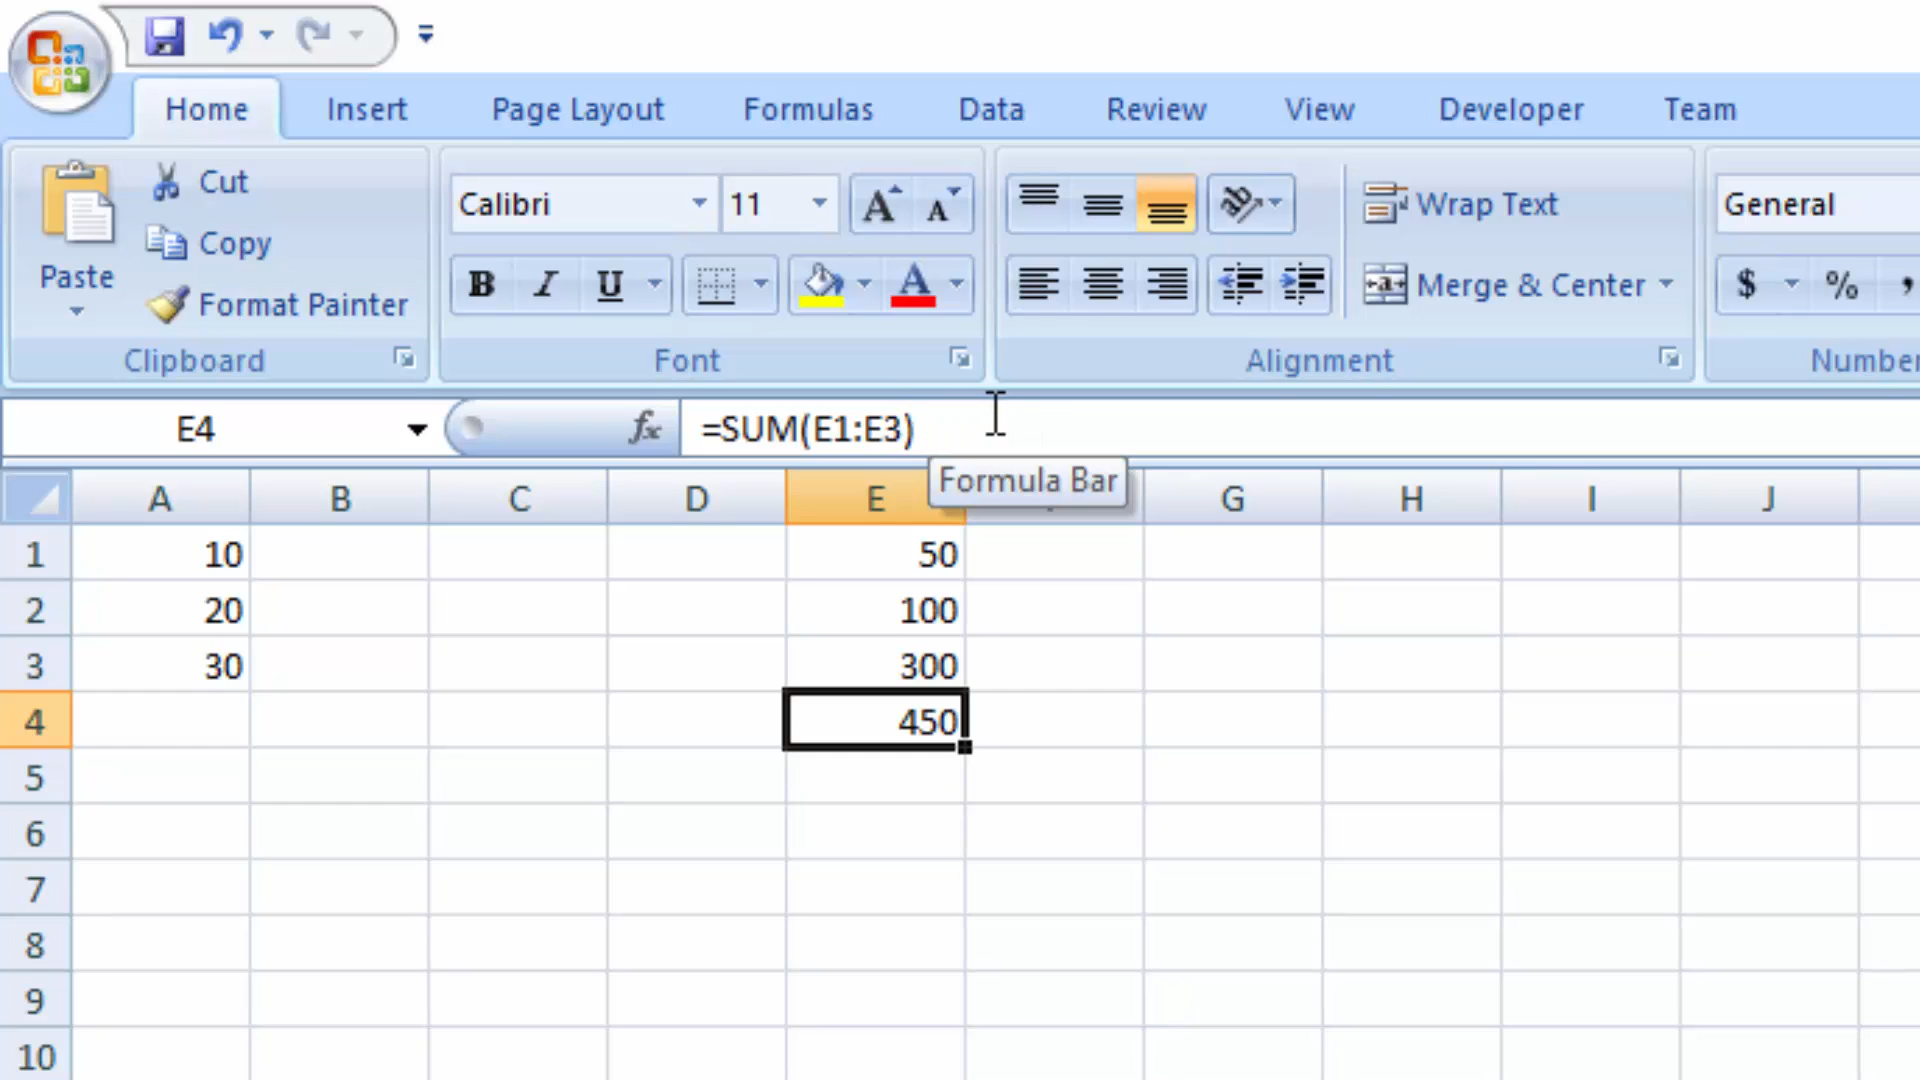 Home Insert Page Layout Formulas Data Review View Developer Team
Cut
Calibri 11 A A Wrap Text General
Copy
Paste B I U A Merge & Center $ % ,
Format Painter
Clipboard Font Alignment Number
E4 fx =SUM(E1:E3)
Formula Bar
A B C D E G H I J
1 10 50
2 20 100
3 30 300
4 450
5
6
7
8
9
10